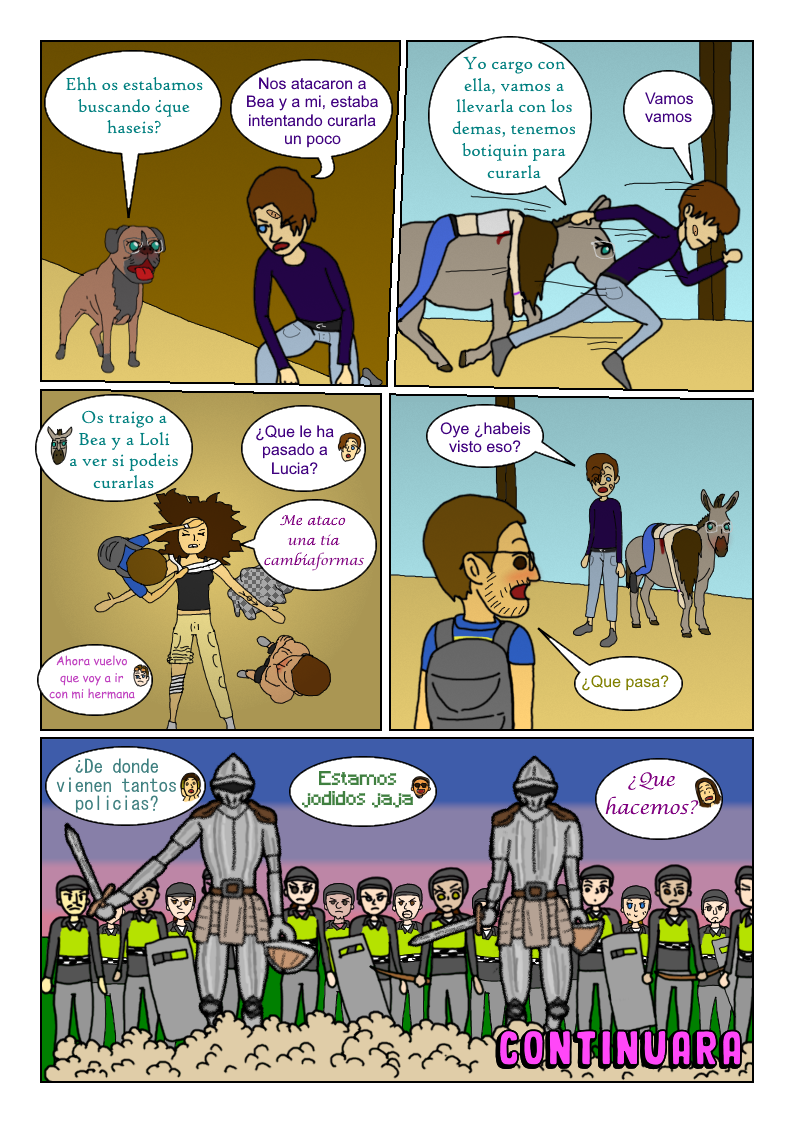 Ehh os estabamos
buscando ¿que
haseis?
Nos atacaron a
Bea y a mi, estaba
intentando curarla
un poco
Yo cargo con
ella, vamos a
llevarla con los
demas, tenemos
botiquin para
curarla
Vamos
vamos
Os traigo a
Bea y a Loli
a ver si podeis
curarlas
¿Que le ha
pasado a
Lucia?
Me ataco
una tia
cambiaformas
Ahora vuelvo
que voy a ir
con mi hermana
Oye ¿habeis
visto eso?
¿Que pasa?
¿De donde
vienen tantos
policias?
Estamos
jodidos jaja
¿Que
hacemos?
CONTINUARA